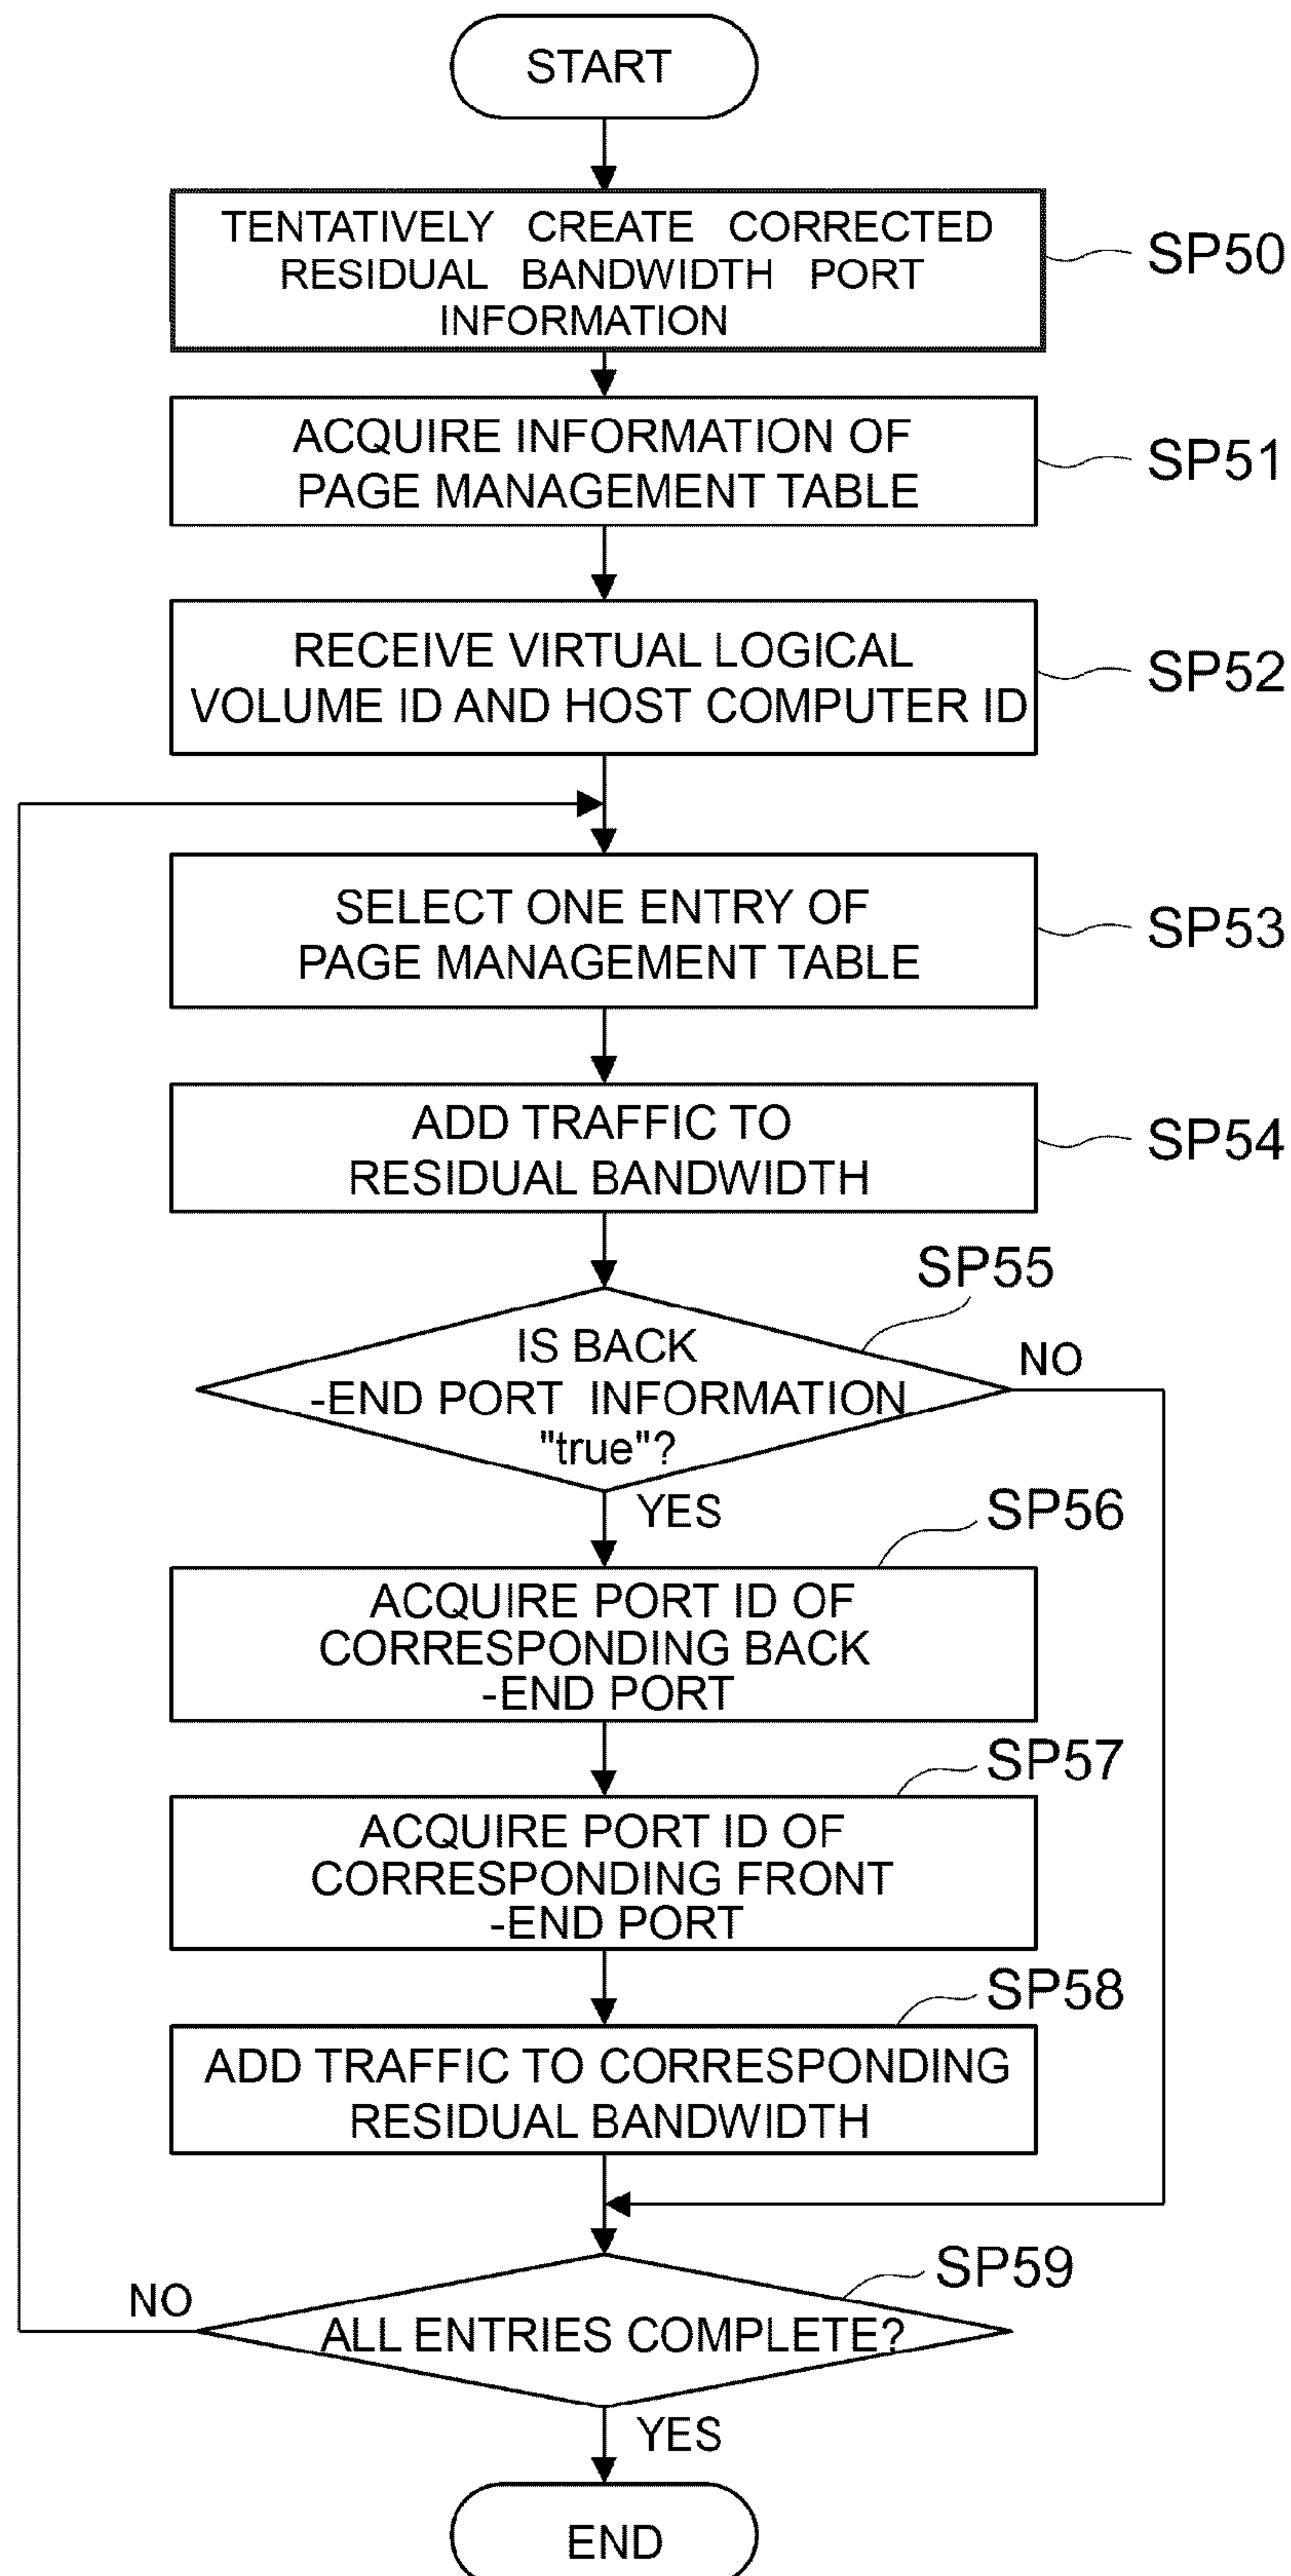 START
TENTATIVELY CREATE CORRECTED
RESIDUAL BANDWIDTH PORT
INFORMATION
SP50
ACQUIRE INFORMATION OF
PAGE MANAGEMENT TABLE
SP51
RECEIVE VIRTUAL LOGICAL
VOLUME ID AND HOST COMPUTER ID
SP52
SELECT ONE ENTRY OF
PAGE MANAGEMENT TABLE
SP53
ADD TRAFFIC TO
RESIDUAL BANDWIDTH
SP54
SP55
IS BACK
-END PORT INFORMATION
"true"?
NO
YES
SP56
ACQUIRE PORT ID OF
CORRESPONDING BACK
-END PORT
SP57
ACQUIRE PORT ID OF
CORRESPONDING FRONT
-END PORT
SP58
ADD TRAFFIC TO CORRESPONDING
RESIDUAL BANDWIDTH
SP59
NO
ALL ENTRIES COMPLETE?
YES
END